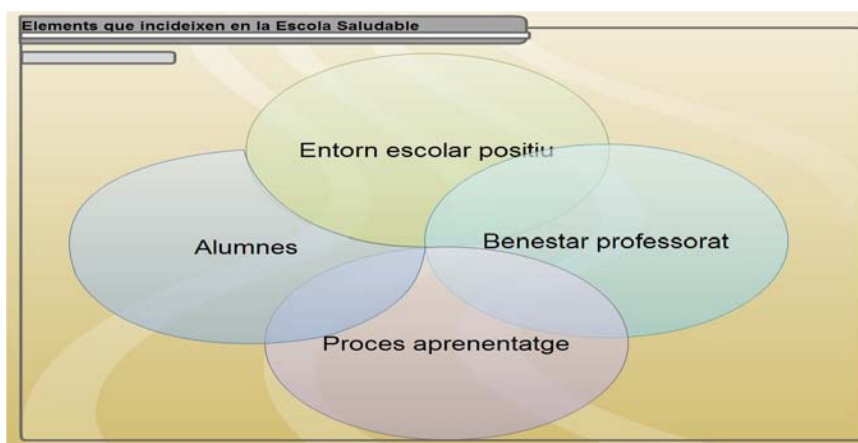 Elements que incideixen en la Escola Saludable
Entorn escolar positiu
Benestar professorat
Alumnes
Proces aprenentatge